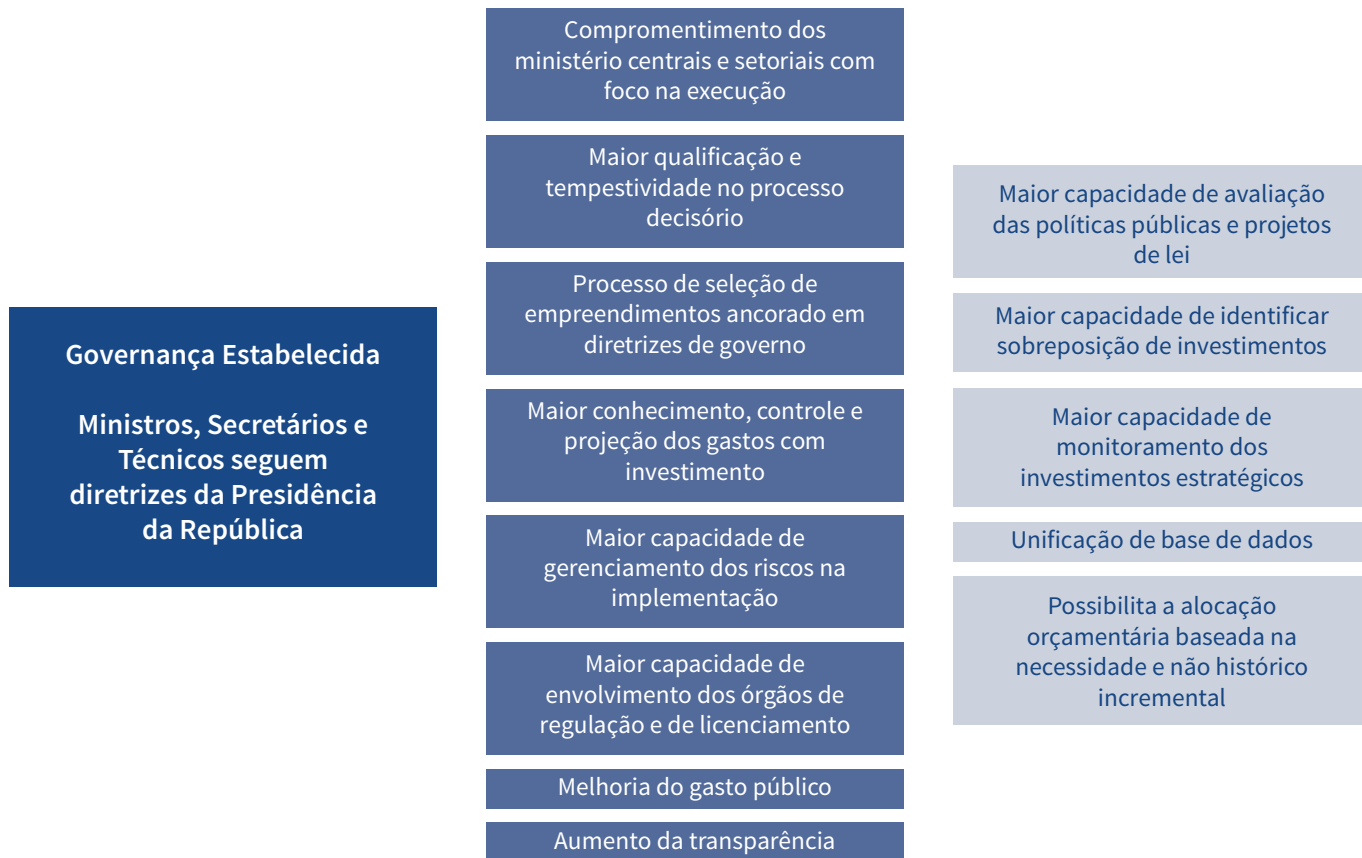 Governança Estabelecida
Ministros, Secretários e
Técnicos seguem
diretrizes da Presidência
da República
Compromentimento dos
ministério centrais e setoriais com
foco na execução
Maior qualificação e
tempestividade no processo
decisório
Processo de seleção de
empreendimentos ancorado em
diretrizes de governo
Maior conhecimento, controle e
projeção dos gastos com
investimento
Maior capacidade de
gerenciamento dos riscos na
implementação
Maior capacidade de
envolvimento dos órgãos de
regulação e de licenciamento
Melhoria do gasto público
Aumento da transparência
Maior capacidade de avaliação
das políticas públicas e projetos
de lei
Maior capacidade de identificar
sobreposição de investimentos
Maior capacidade de
monitoramento dos
investimentos estratégicos
Unificação de base de dados
Possibilita a alocação
orçamentária baseada na
necessidade e não histórico
incremental